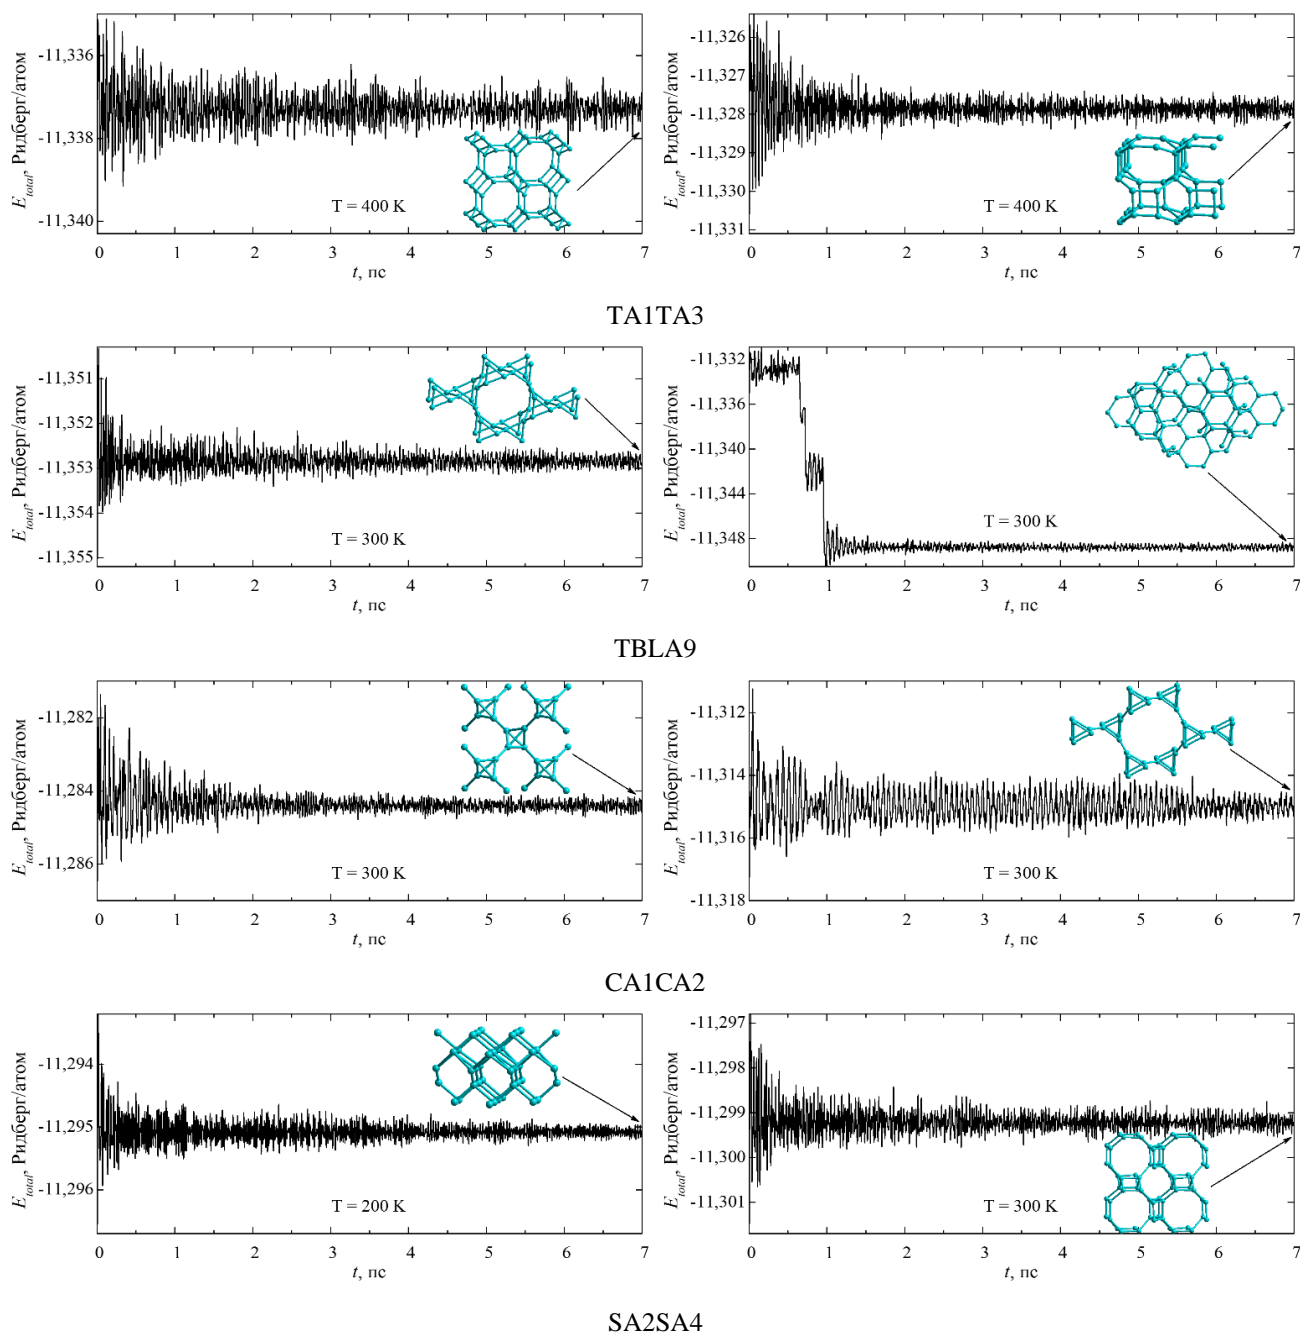 -11,336
-11,338
-11,340
E_total, Ридберг/атом
T = 400 K
0 1 2 3 4 5 6 7
t, пс
-11,326
-11,327
-11,328
-11,329
-11,330
-11,331
E_total, Ридберг/атом
T = 400 K
0 1 2 3 4 5 6 7
t, пс
TA1TA3
-11,351
-11,352
-11,353
-11,354
-11,355
E_total, Ридберг/атом
T = 300 K
0 1 2 3 4 5 6 7
t, пс
-11,332
-11,336
-11,340
-11,344
-11,348
E_total, Ридберг/атом
T = 300 K
0 1 2 3 4 5 6 7
t, пс
TBLA9
-11,282
-11,284
-11,286
E_total, Ридберг/атом
T = 300 K
0 1 2 3 4 5 6 7
t, пс
-11,312
-11,314
-11,316
-11,318
E_total, Ридберг/атом
T = 300 K
0 1 2 3 4 5 6 7
t, пс
CA1CA2
-11,294
-11,295
-11,296
E_total, Ридберг/атом
T = 200 K
0 1 2 3 4 5 6 7
t, пс
-11,297
-11,298
-11,299
-11,300
-11,301
E_total, Ридберг/атом
T = 300 K
0 1 2 3 4 5 6 7
t, пс
SA2SA4